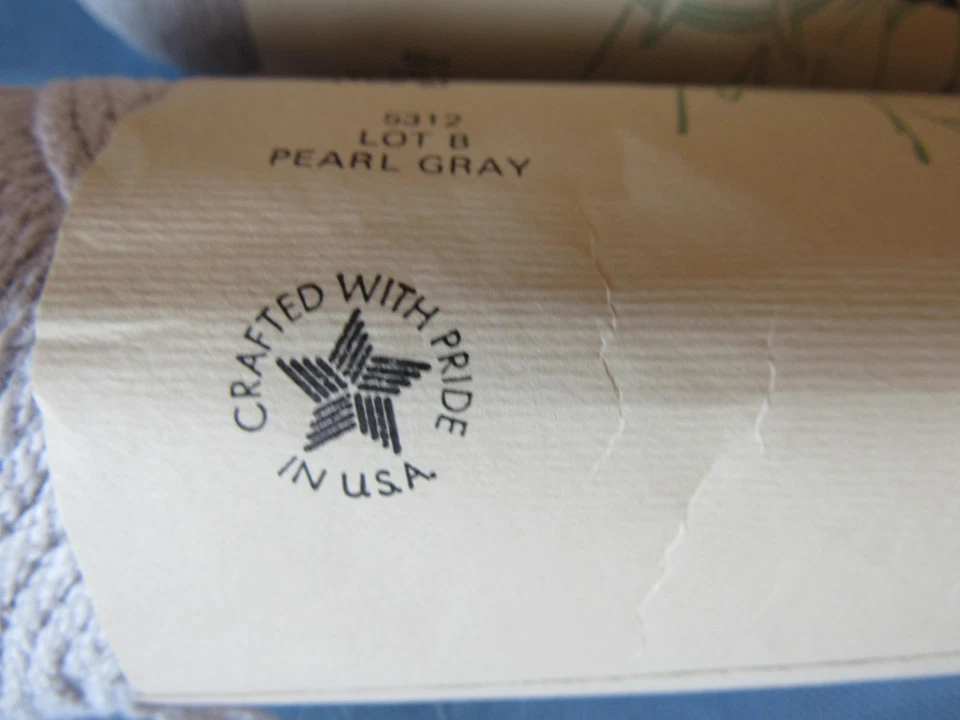 5312
LOT B
PEARL GRAY
CRAFTED WITH PRIDE
IN U.S.A.